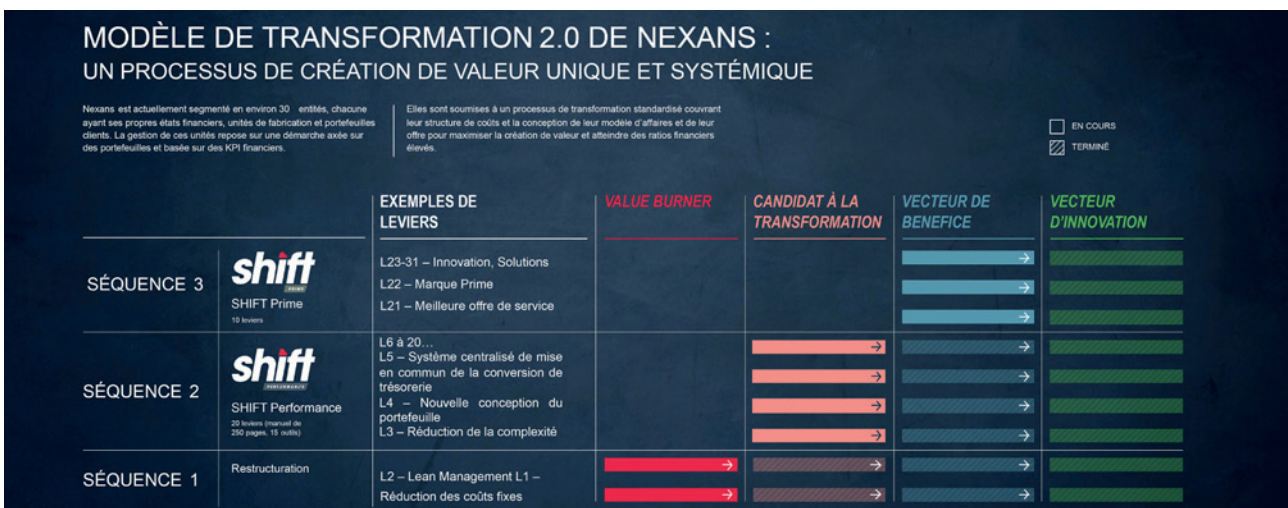 MODÈLE DE TRANSFORMATION 2.0 DE NEXANS :
UN PROCESSUS DE CRÉATION DE VALEUR UNIQUE ET SYSTÉMIQUE
Nexans est actuellement segmenté en environ 30 entités, chacune
ayant ses propres états financiers, unités de fabrication et portefeuilles
clients. La gestion de ces unités repose sur une démarche axée sur
des portefeuilles et basée sur des KPI financiers.
Elles sont soumises à un processus de transformation standardisé couvrant
leur structure de coûts et la conception de leur modèle d'affaires et de leur
offre pour maximiser la création de valeur et atteindre des ratios financiers
élevés.
EN COURS
TERMINÉ
EXEMPLES DE
LEVIERS
VALUE BURNER
CANDIDAT À LA
TRANSFORMATION
VECTEUR DE
BENEFICE
VECTEUR
D'INNOVATION
SÉQUENCE 3
shift
PRIME
SHIFT Prime
10 leviers
L23-31 – Innovation, Solutions
L22 – Marque Prime
L21 – Meilleure offre de service
SÉQUENCE 2
shift
PERFORMANCE
SHIFT Performance
20 leviers (manuel de
250 pages, 15 outils)
L6 à 20…
L5 – Système centralisé de mise
en commun de la conversion de
trésorerie
L4 – Nouvelle conception du
portefeuille
L3 – Réduction de la complexité
SÉQUENCE 1
Restructuration
L2 – Lean Management L1 –
Réduction des coûts fixes